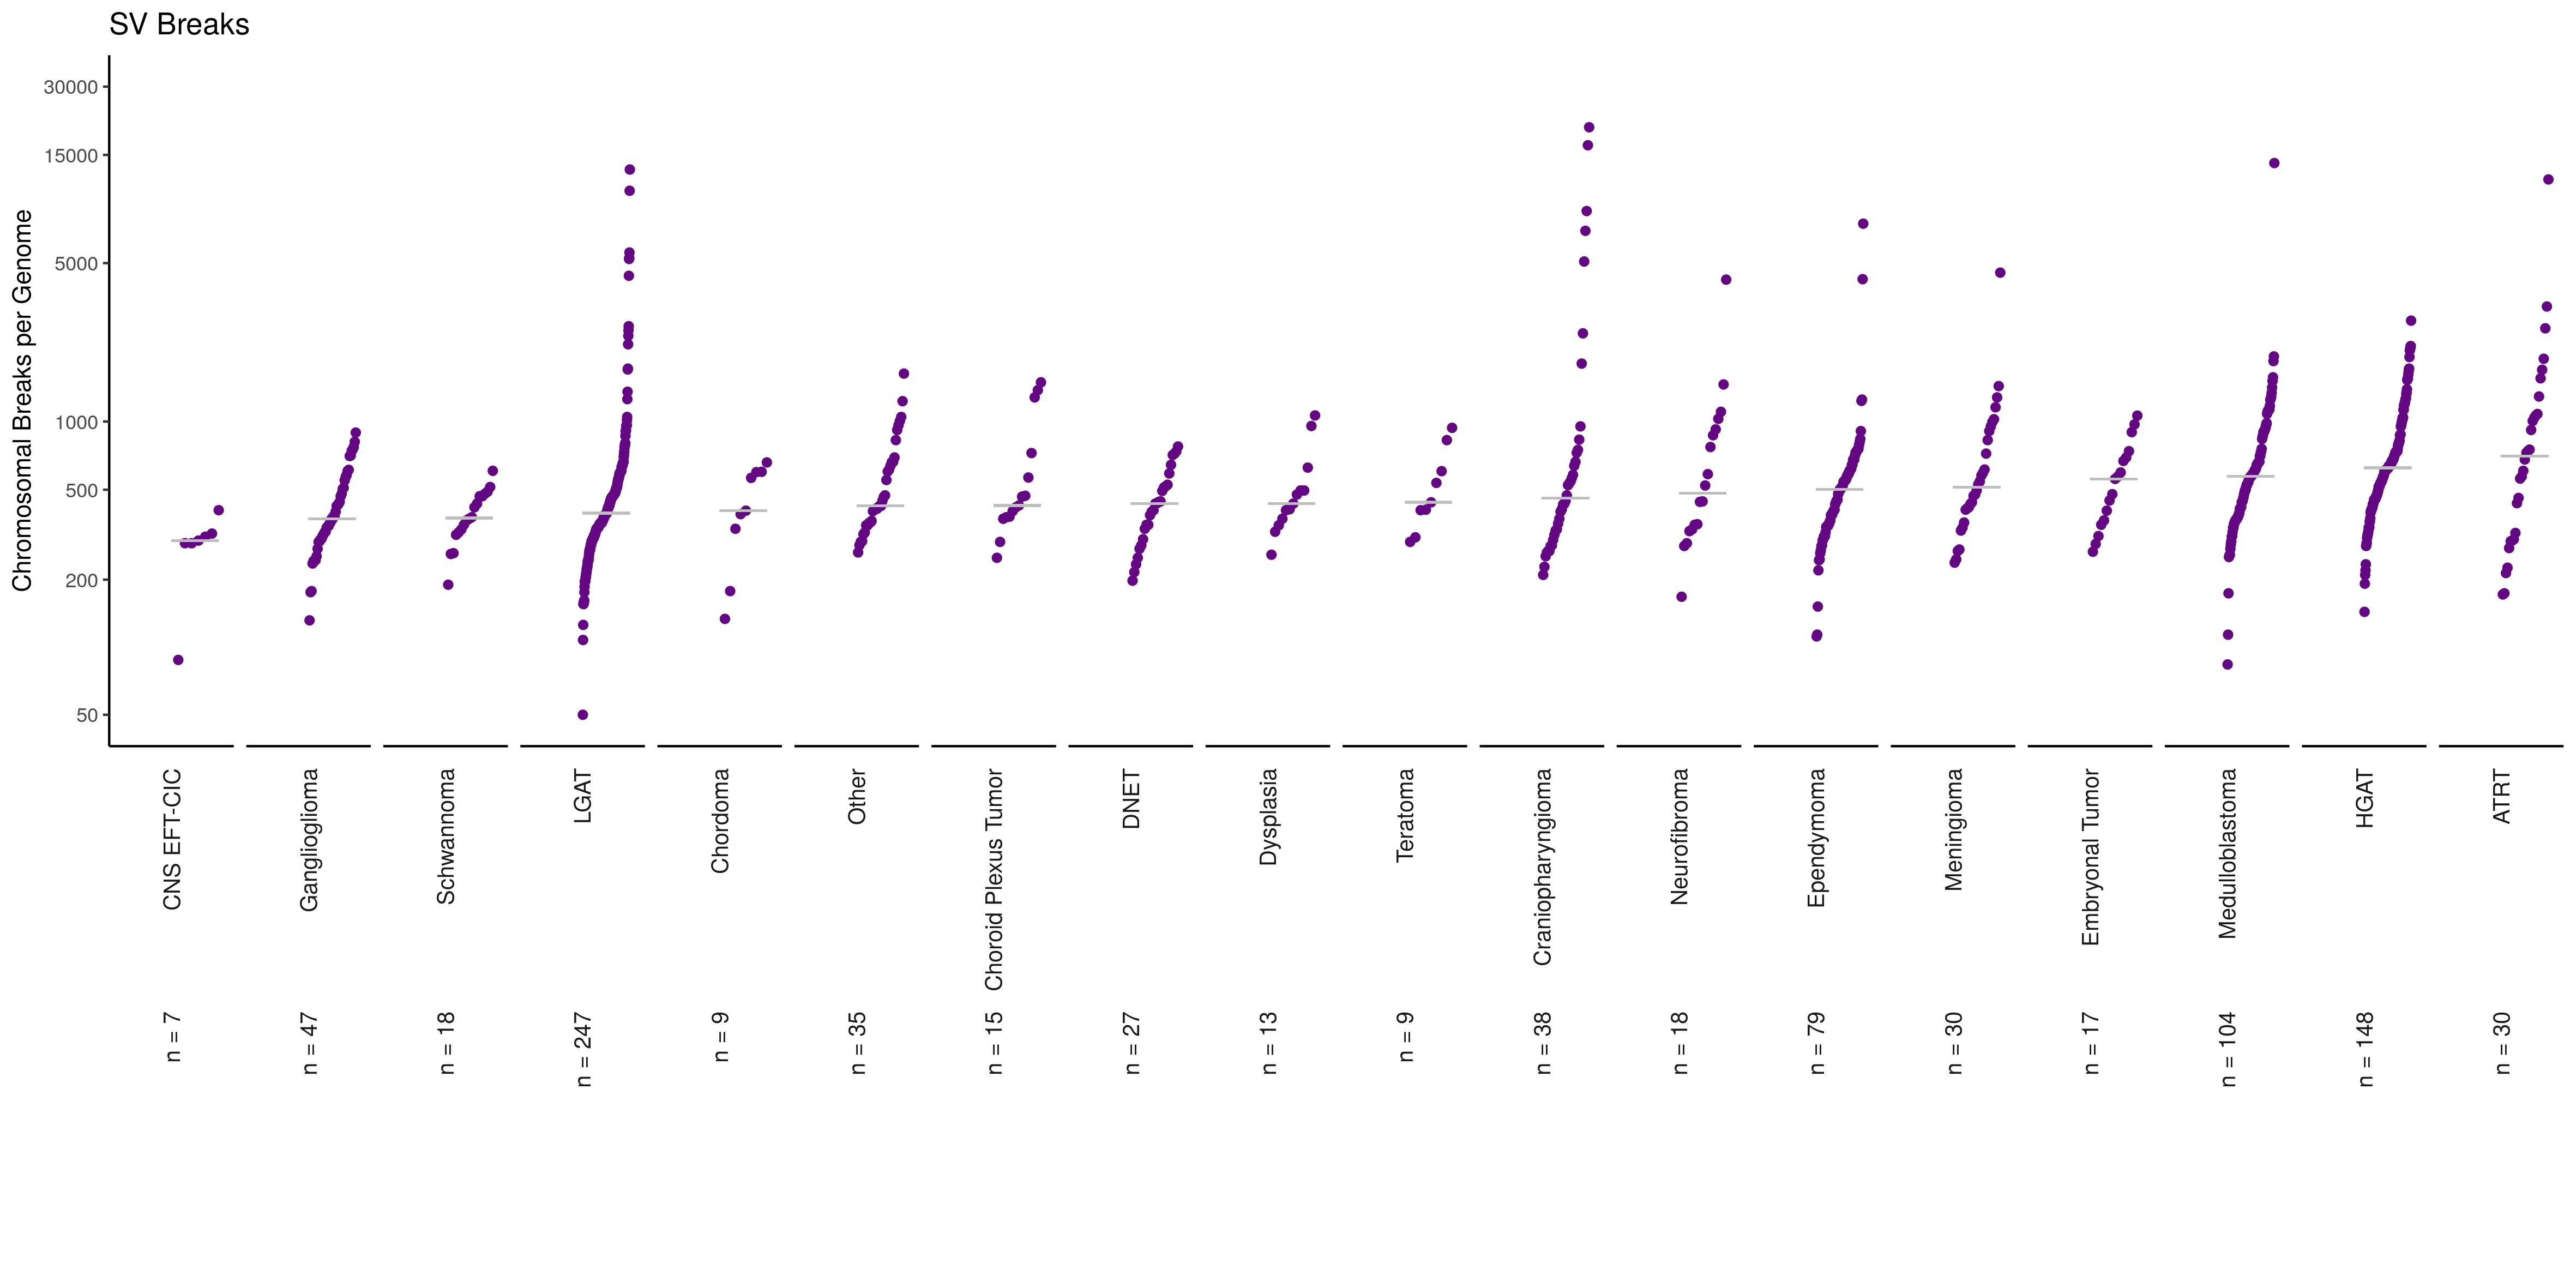 SV Breaks
Chromosomal Breaks per Genome
30000
15000
5000
1000
500
200
50
CNS EFT-CIC
Ganglioglioma
Schwannoma
LGAT
Chordoma
Other
Choroid Plexus Tumor
DNET
Dysplasia
Teratoma
Craniopharyngioma
Neurofibroma
Ependymoma
Meningioma
Embryonal Tumor
Medulloblastoma
HGAT
ATRT
n = 7
n = 47
n = 18
n = 247
n = 9
n = 35
n = 15
n = 27
n = 13
n = 9
n = 38
n = 18
n = 79
n = 30
n = 17
n = 104
n = 148
n = 30